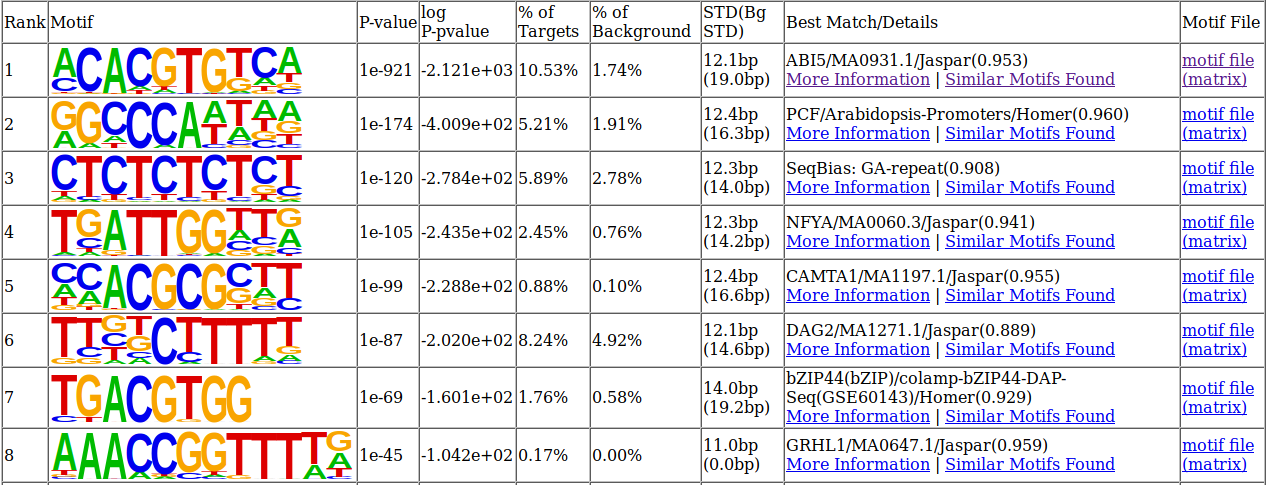 Rank Motif P-value log P-pvalue % of Targets % of Background STD(Bg STD) Best Match/Details Motif File
1 ACACGTGTCA 1e-921 -2.121e+03 10.53% 1.74% 12.1bp (19.0bp) ABI5/MA0931.1/Jaspar(0.953) motif file (matrix)
More Information | Similar Motifs Found
2 GGCCCAATAA 1e-174 -4.009e+02 5.21% 1.91% 12.4bp (16.3bp) PCF/Arabidopsis-Promoters/Homer(0.960) motif file (matrix)
More Information | Similar Motifs Found
3 CTCTCTCTCT 1e-120 -2.784e+02 5.89% 2.78% 12.3bp (14.0bp) SeqBias: GA-repeat(0.908) motif file (matrix)
More Information | Similar Motifs Found
4 TGATTGGTTG 1e-105 -2.435e+02 2.45% 0.76% 12.3bp (14.2bp) NFYA/MA0060.3/Jaspar(0.941) motif file (matrix)
More Information | Similar Motifs Found
5 CCACGCGCTT 1e-99 -2.288e+02 0.88% 0.10% 12.4bp (16.6bp) CAMTA1/MA1197.1/Jaspar(0.955) motif file (matrix)
More Information | Similar Motifs Found
6 TTGTCTTTTT 1e-87 -2.020e+02 8.24% 4.92% 12.1bp (14.6bp) DAG2/MA1271.1/Jaspar(0.889) motif file (matrix)
More Information | Similar Motifs Found
7 TGACGTGG 1e-69 -1.601e+02 1.76% 0.58% 14.0bp (19.2bp) bZIP44(bZIP)/colamp-bZIP44-DAP-Seq(GSE60143)/Homer(0.929) motif file (matrix)
More Information | Similar Motifs Found
8 AAACCGGTTTTG 1e-45 -1.042e+02 0.17% 0.00% 11.0bp (0.0bp) GRHL1/MA0647.1/Jaspar(0.959) motif file (matrix)
More Information | Similar Motifs Found